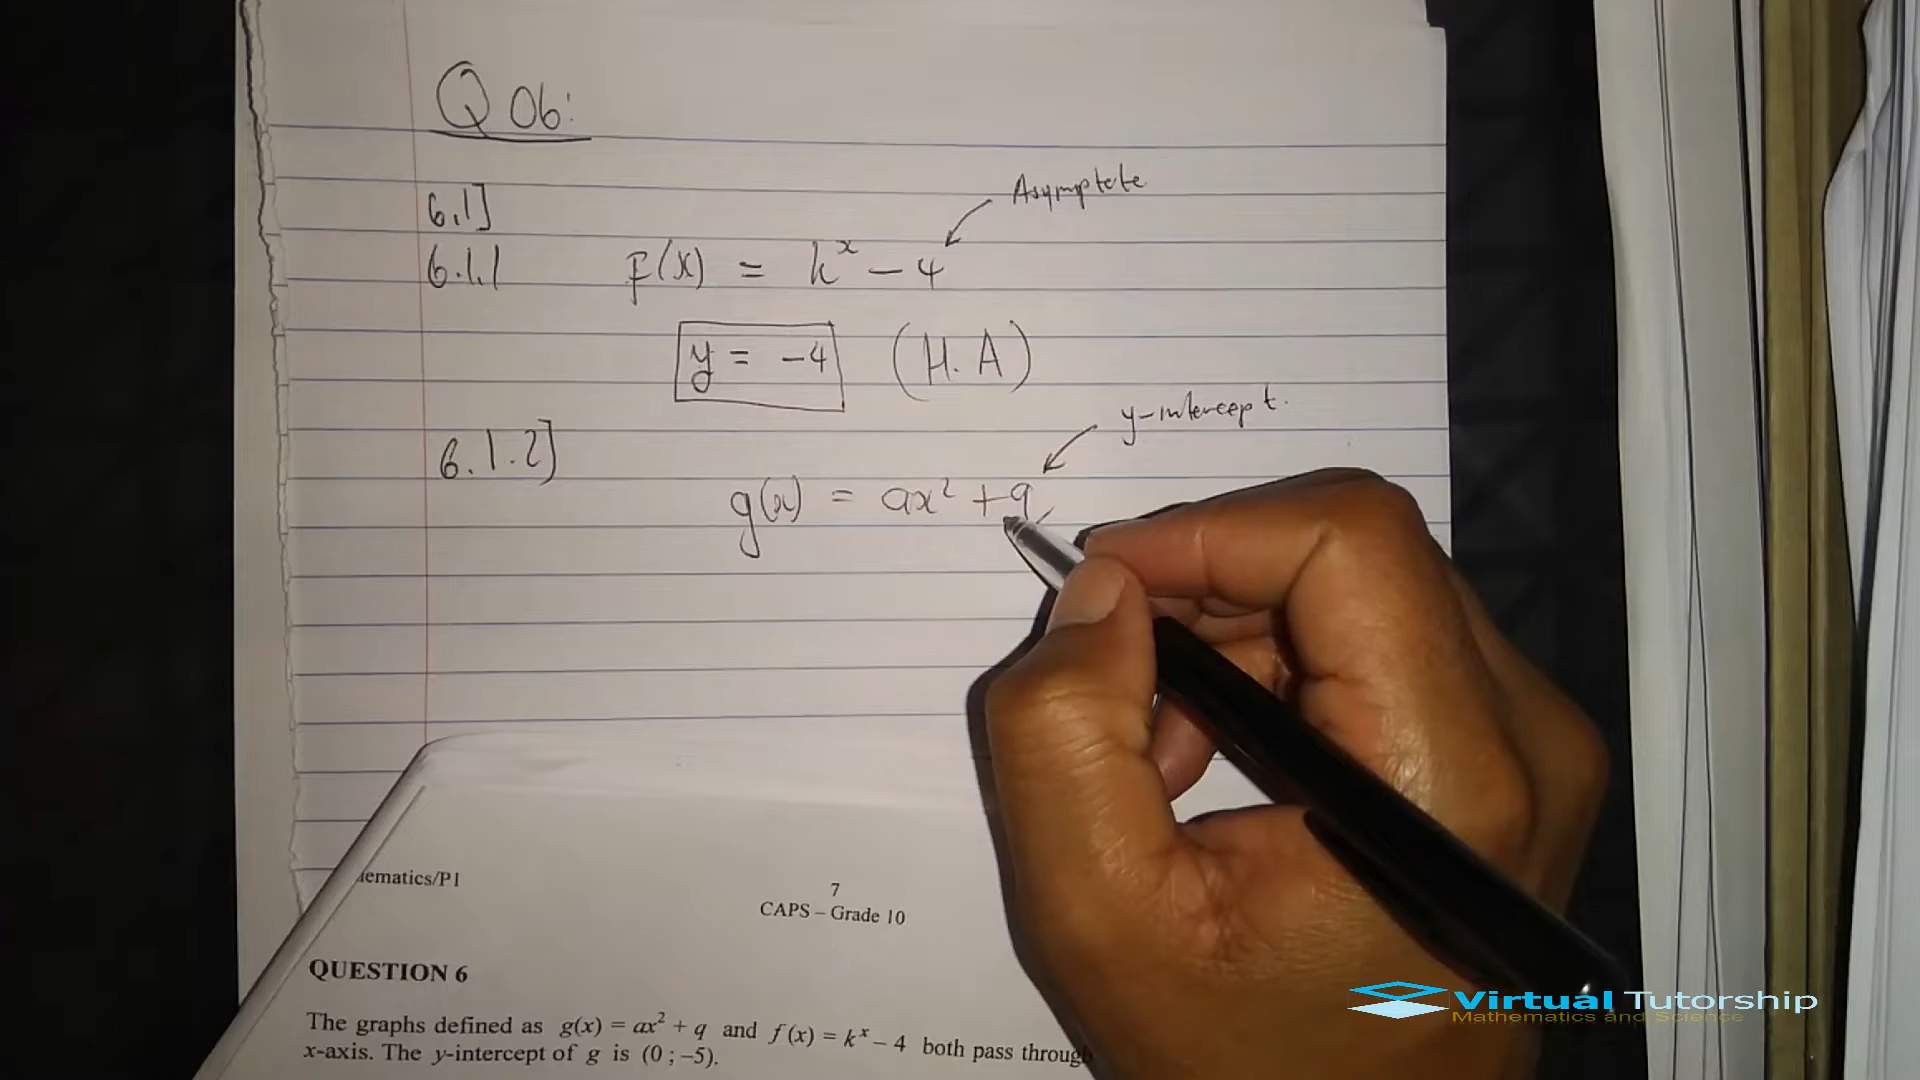 Q 06:
Asymptote
6.1]
6.1.1 F(x) = k^x - 4
y = -4 (H.A)
y-intercept.
6.1.2]
g(x) = ax² + q
ematics/P1
7
CAPS – Grade 10
QUESTION 6
The graphs defined as g(x) = ax² + q and f(x) = k^x – 4 both pass through
x-axis. The y-intercept of g is (0 ; –5).
Virtual Tutorship
Mathematics and Science